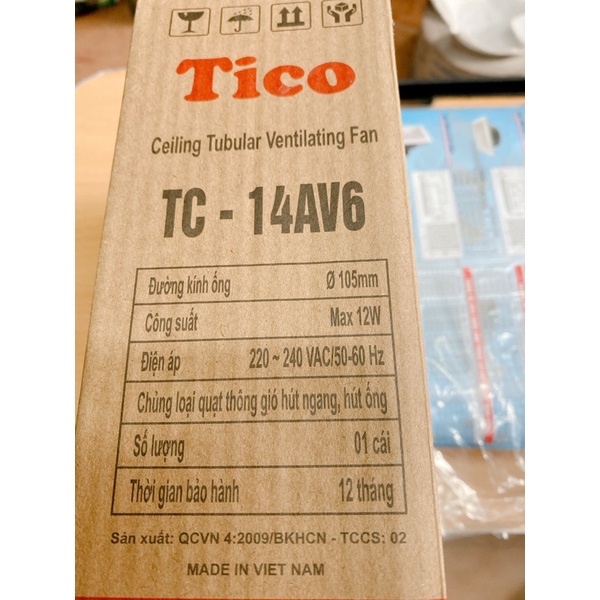 Tico
Ceiling Tubular Ventilating Fan
TC - 14AV6
Đường kính ống Ø 105mm
Công suất Max 12W
Điện áp 220 ~ 240 VAC/50-60 Hz
Chủng loại quạt thông gió hút ngang, hút ống
Số lượng 01 cái
Thời gian bảo hành 12 tháng
Sản xuất: QCVN 4:2009/BKHCN - TCCS: 02
MADE IN VIET NAM